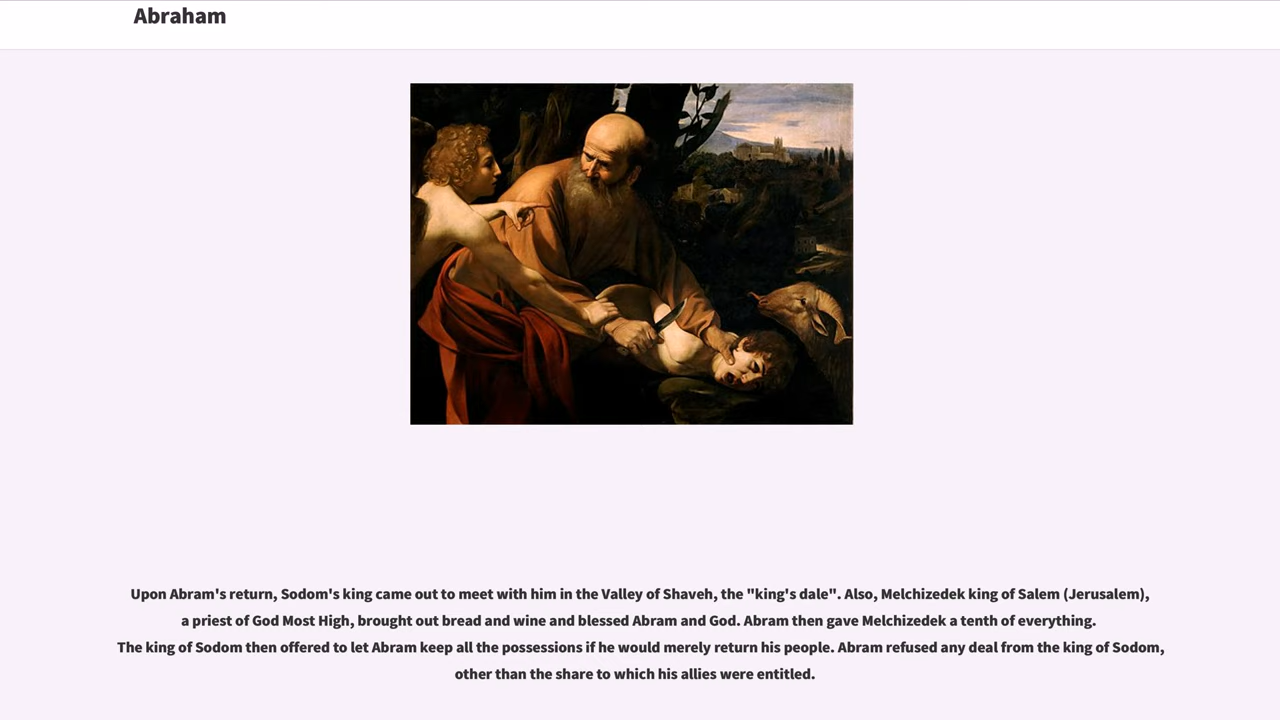 Abraham
Upon Abram's return, Sodom's king came out to meet with him in the Valley of Shaveh, the "king's dale". Also, Melchizedek king of Salem (Jerusalem),
a priest of God Most High, brought out bread and wine and blessed Abram and God. Abram then gave Melchizedek a tenth of everything.
The king of Sodom then offered to let Abram keep all the possessions if he would merely return his people. Abram refused any deal from the king of Sodom,
other than the share to which his allies were entitled.